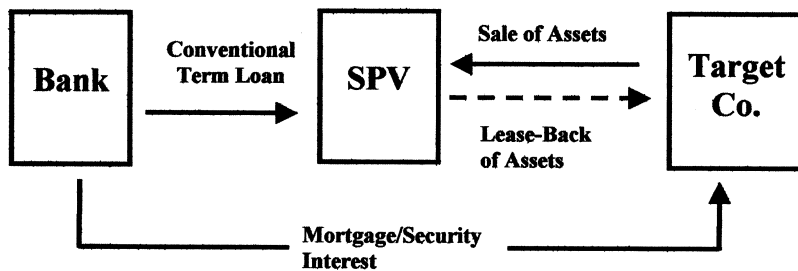 Bank
Conventional
Term Loan
SPV
Sale of Assets
Lease-Back
of Assets
Target
Co.
Mortgage/Security
Interest